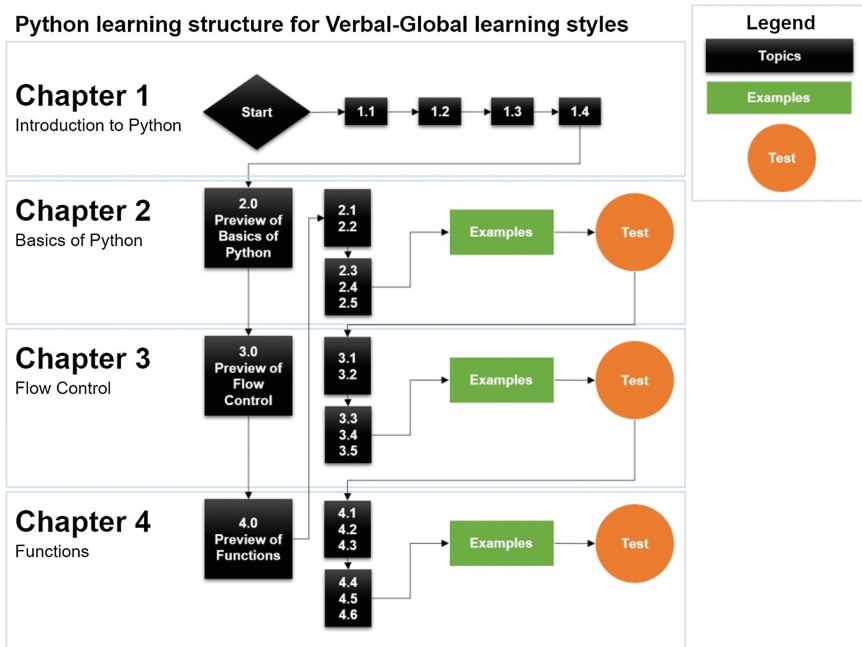 Python learning structure for Verbal-Global learning styles
Legend
Topics
Examples
Test
Chapter 1
Introduction to Python
Start
1.1
1.2
1.3
1.4
Chapter 2
Basics of Python
2.0
Preview of
Basics of
Python
2.1
2.2
2.3
2.4
2.5
Examples
Test
Chapter 3
Flow Control
3.0
Preview of
Flow
Control
3.1
3.2
3.3
3.4
3.5
Examples
Test
Chapter 4
Functions
4.0
Preview of
Functions
4.1
4.2
4.3
4.4
4.5
4.6
Examples
Test